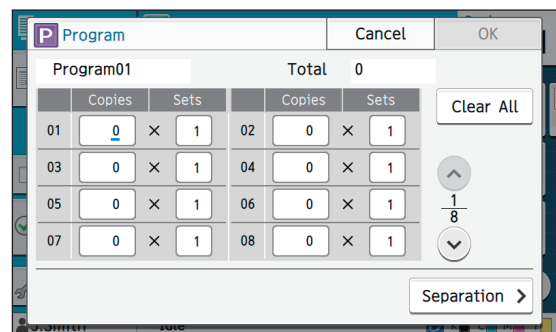 P Program Cancel OK
Program01 Total 0
Copies Sets Copies Sets Clear All
01 0 × 1 02 0 × 1
03 0 × 1 04 0 × 1
05 0 × 1 06 0 × 1
1
8
07 0 × 1 08 0 × 1
Separation
J.Smith Idle